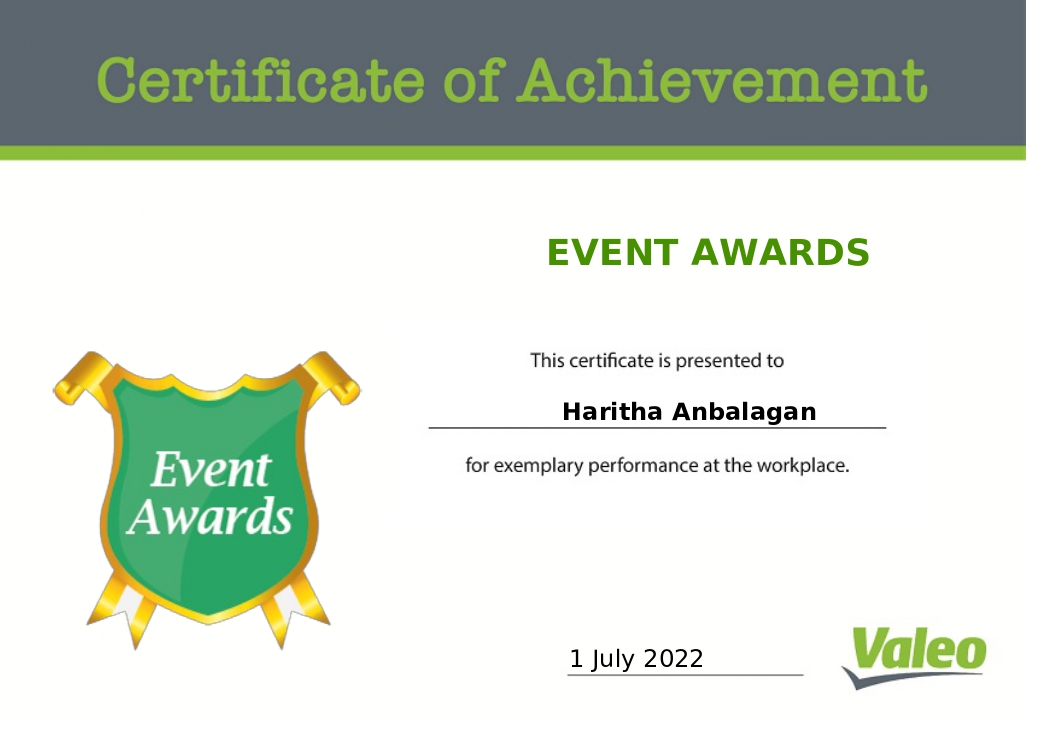 Certificate of Achievement
EVENT AWARDS
This certificate is presented to
Haritha Anbalagan
for exemplary performance at the workplace.
Event
Awards
1 July 2022
Valeo